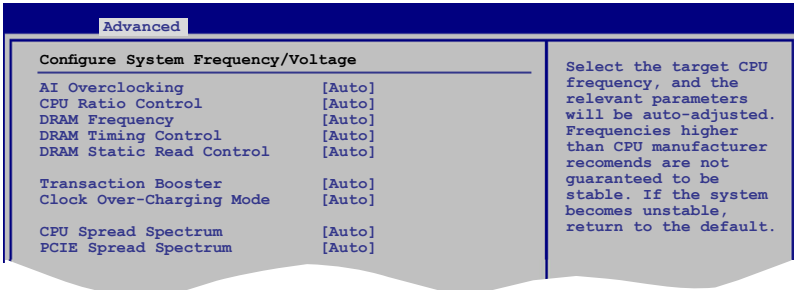 Advanced
Configure System Frequency/Voltage
AI Overclocking [Auto]
CPU Ratio Control [Auto]
DRAM Frequency [Auto]
DRAM Timing Control [Auto]
DRAM Static Read Control [Auto]
Transaction Booster [Auto]
Clock Over-Charging Mode [Auto]
CPU Spread Spectrum [Auto]
PCIE Spread Spectrum [Auto]
Select the target CPU
frequency, and the
relevant parameters
will be auto-adjusted.
Frequencies higher
than CPU manufacturer
recomends are not
guaranteed to be
stable. If the system
becomes unstable,
return to the default.